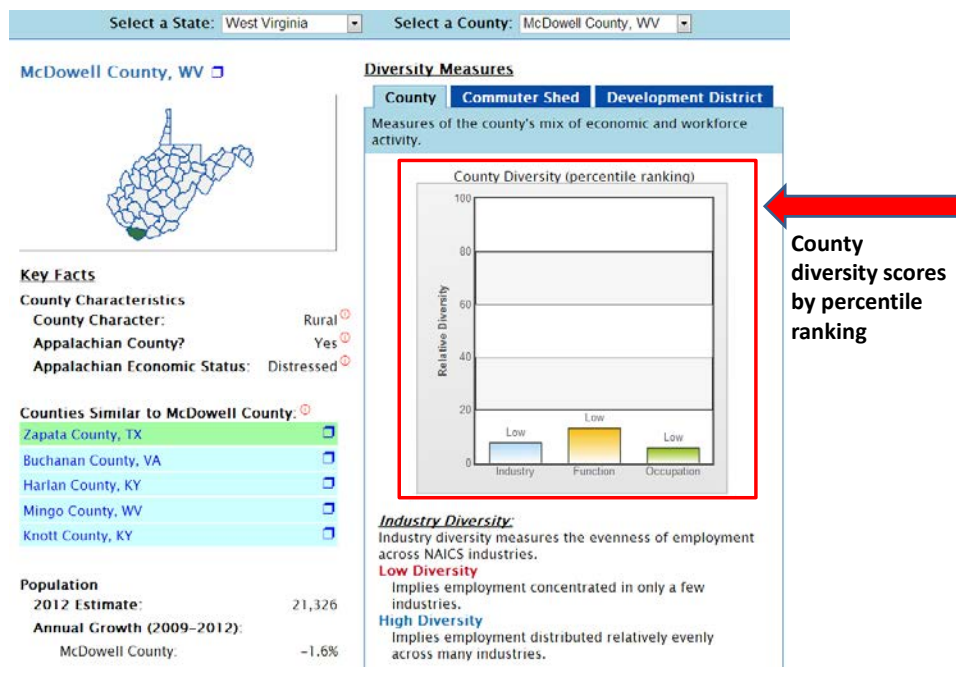 Select a State: West Virginia
Select a County: McDowell County, WV
McDowell County, WV
Key Facts
County Characteristics
County Character: Rural
Appalachian County? Yes
Appalachian Economic Status: Distressed
Counties Similar to McDowell County:
Zapata County, TX
Buchanan County, VA
Harlan County, KY
Mingo County, WV
Knott County, KY
Population
2012 Estimate: 21,326
Annual Growth (2009-2012):
McDowell County: -1.6%
Diversity Measures
County Commuter Shed Development District
Measures of the county's mix of economic and workforce
activity.
County Diversity (percentile ranking)
Relative Diversity
100
80
60
40
20
0
Low
Low
Low
Industry Function Occupation
Industry Diversity:
Industry diversity measures the evenness of employment
across NAICS industries.
Low Diversity
Implies employment concentrated in only a few
industries.
High Diversity
Implies employment distributed relatively evenly
across many industries.
County
diversity scores
by percentile
ranking